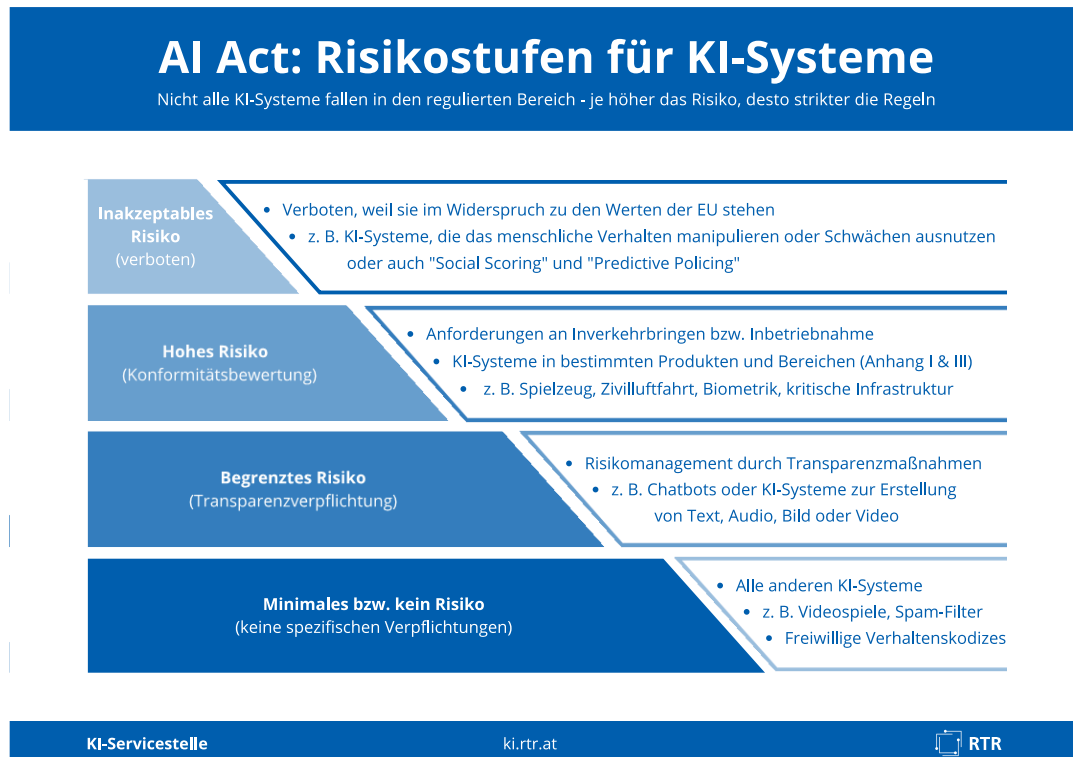 AI Act: Risikostufen für KI-Systeme
Nicht alle KI-Systeme fallen in den regulierten Bereich - je höher das Risiko, desto strikter die Regeln
Inakzeptables
Risiko
(verboten)
• Verboten, weil sie im Widerspruch zu den Werten der EU stehen
• z. B. KI-Systeme, die das menschliche Verhalten manipulieren oder Schwächen ausnutzen
oder auch "Social Scoring" und "Predictive Policing"
Hohes Risiko
(Konformitätsbewertung)
• Anforderungen an Inverkehrbringen bzw. Inbetriebnahme
• KI-Systeme in bestimmten Produkten und Bereichen (Anhang I & III)
• z. B. Spielzeug, Zivilluftfahrt, Biometrik, kritische Infrastruktur
Begrenztes Risiko
(Transparenzverpflichtung)
• Risikomanagement durch Transparenzmaßnahmen
• z. B. Chatbots oder KI-Systeme zur Erstellung
von Text, Audio, Bild oder Video
Minimales bzw. kein Risiko
(keine spezifischen Verpflichtungen)
• Alle anderen KI-Systeme
• z. B. Videospiele, Spam-Filter
• Freiwillige Verhaltenskodizes
KI-Servicestelle
ki.rtr.at
RTR